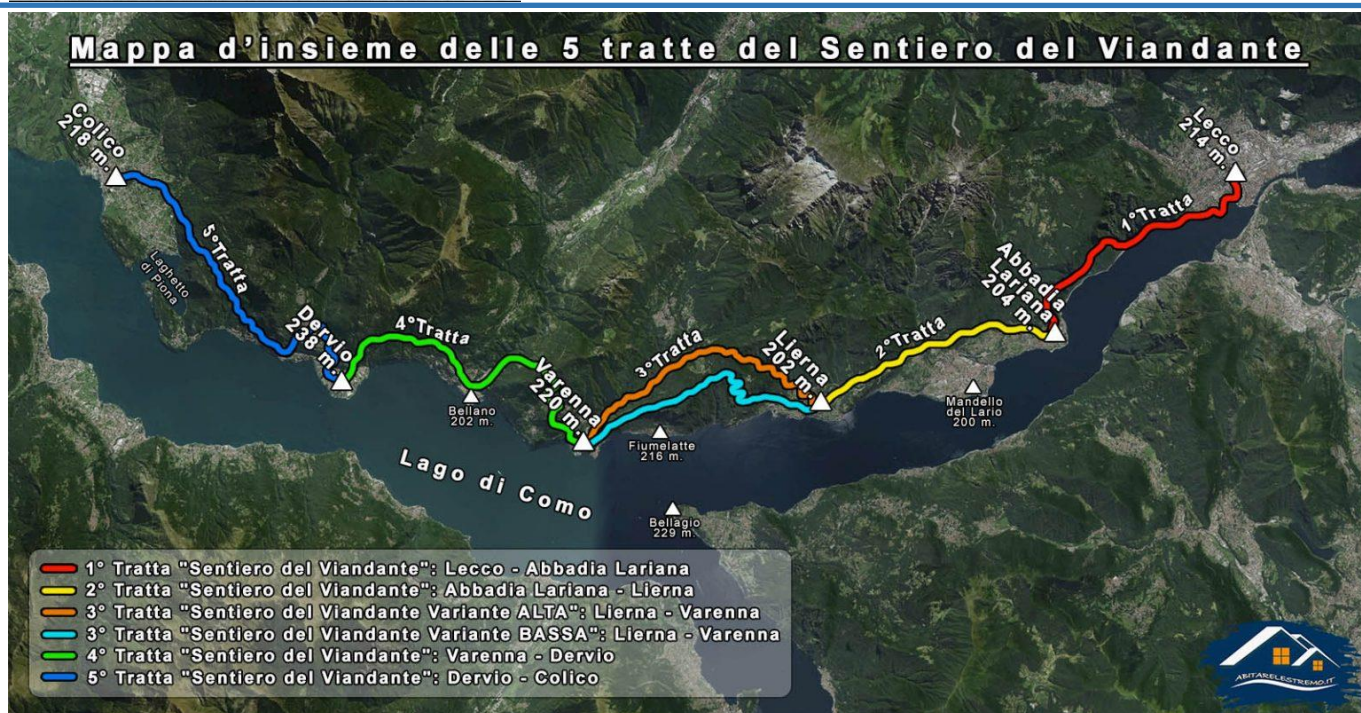 Mappa d'insieme delle 5 tratte del Sentiero del Viandante
Colico
218 m.
Lecco
214 m.
1°Tratta
5°Tratta
Laghetto
di Piona
Abbadia
Lariana
204 m.
Dervio
238 m.
4°Tratta
Varenna
220 m.
3°Tratta
Lierna
202 m.
2°Tratta
Bellano
202 m.
Mandello
del Lario
200 m.
Fiumelatte
216 m.
Lago di Como
Bellagio
229 m.
1° Tratta "Sentiero del Viandante": Lecco - Abbadia Lariana
2° Tratta "Sentiero del Viandante": Abbadia Lariana - Lierna
3° Tratta "Sentiero del Viandante Variante ALTA": Lierna - Varenna
3° Tratta "Sentiero del Viandante Variante BASSA": Lierna - Varenna
4° Tratta "Sentiero del Viandante": Varenna - Dervio
5° Tratta "Sentiero del Viandante": Dervio - Colico
ABITARELESTREMO.IT